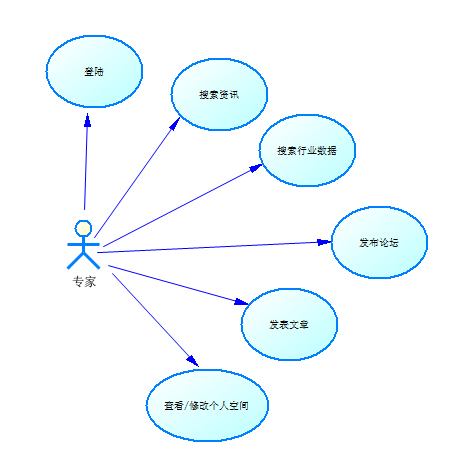 登陆
搜索资讯
搜索行业数据
发布论坛
专家
发表文章
查看/修改个人空间